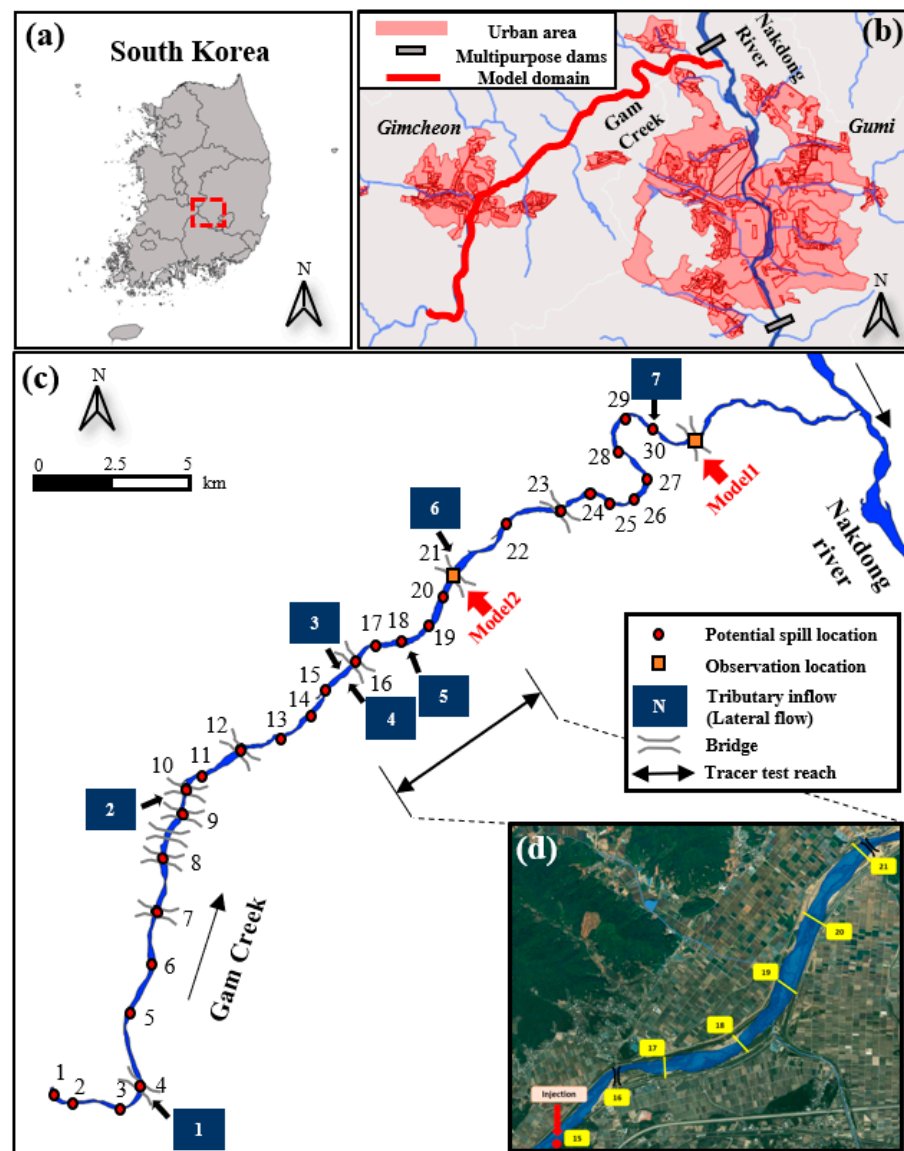 (a)
South Korea
N
Urban area
Multipurpose dams
Model domain
(b)
Nakdong
River
Gimcheon
Gam
Creek
Gumi
N
(c)
N
0 2.5 5
km
29
7
30
28
27
Model1
23
24
25
26
6
22
21
20
Model2
Nakdong
river
3
17
18
19
16
15
4
5
14
13
12
11
10
2
9
8
7
Gam Creek
6
5
1
2
3
4
1
Potential spill location
Observation location
N
Tributary inflow
(Lateral flow)
Bridge
Tracer test reach
(d)
21
20
19
18
17
16
Injection
15